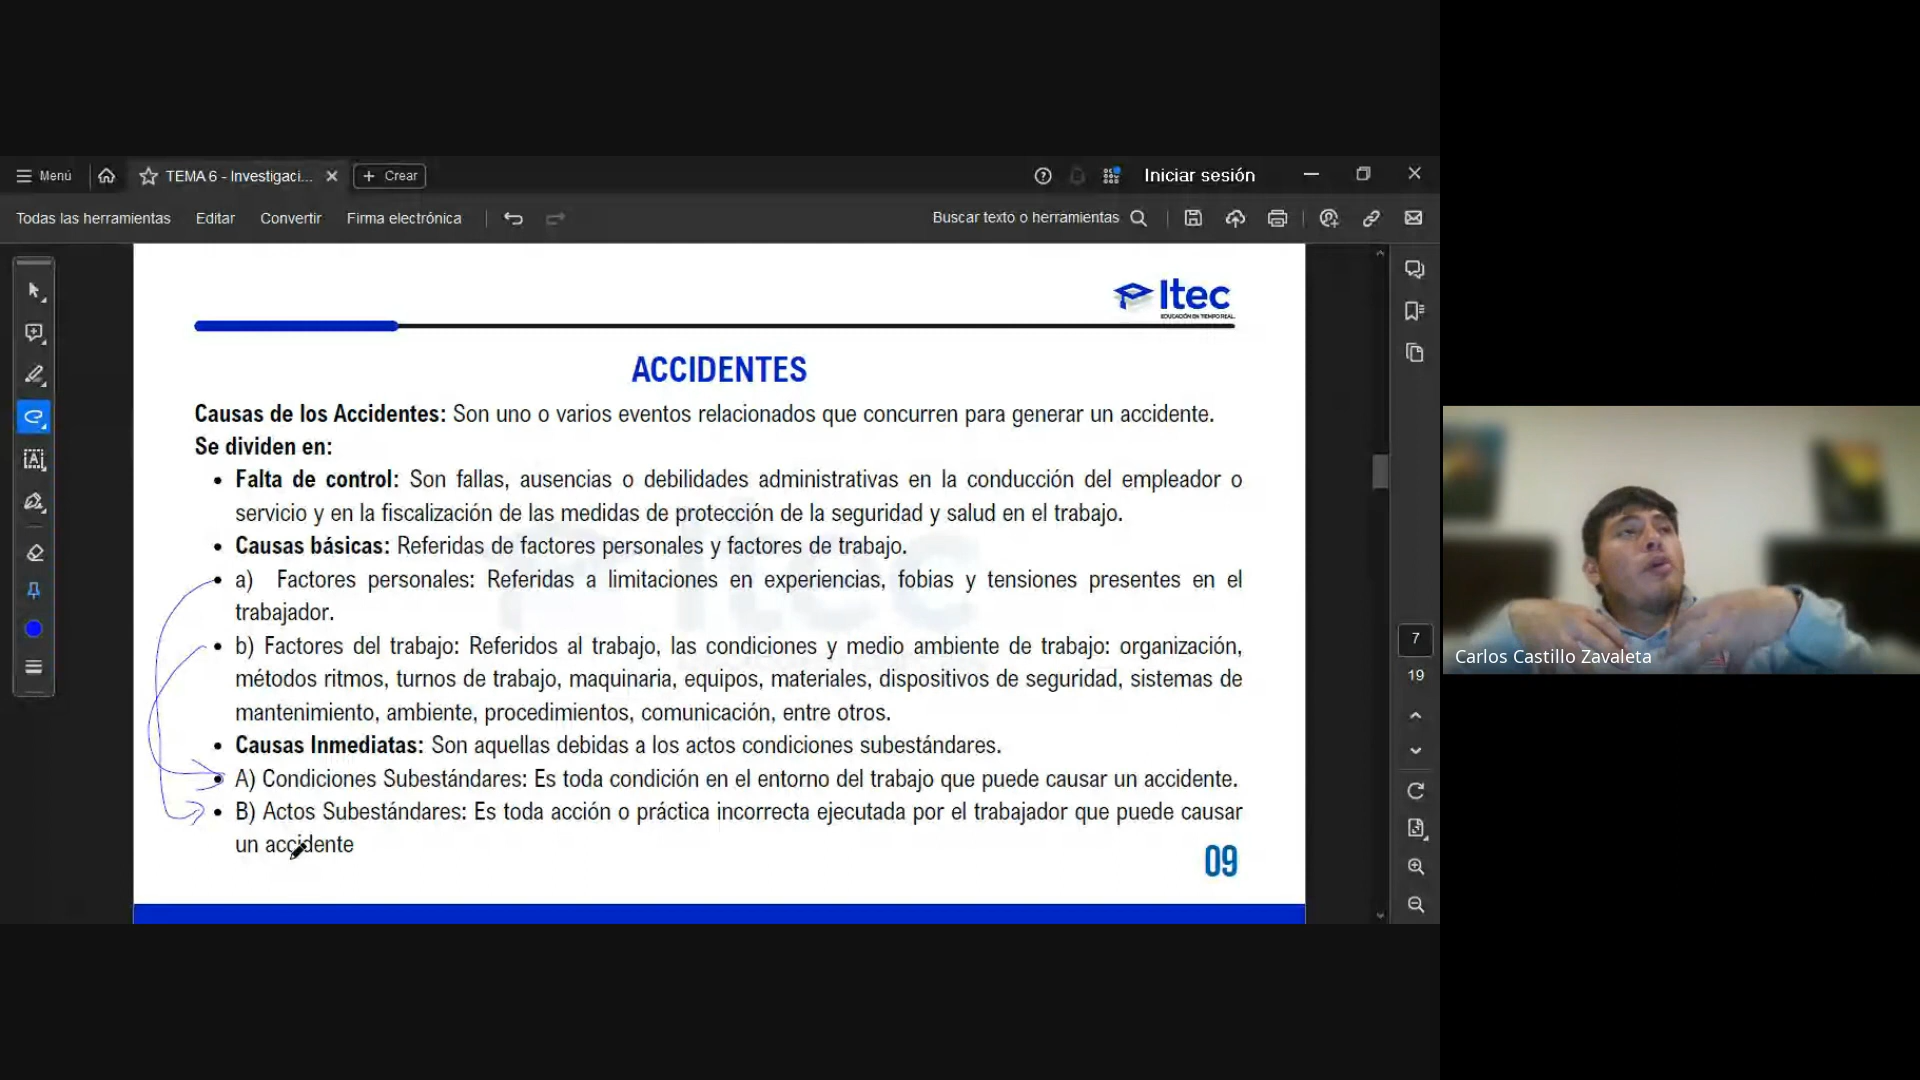 Menú
TEMA 6 - Investigaci...
Crear
Iniciar sesión
Todas las herramientas
Editar
Convertir
Firma electrónica
Buscar texto o herramientas
Itec
EDUCACIÓN EN TIEMPO REAL
ACCIDENTES
Causas de los Accidentes: Son uno o varios eventos relacionados que concurren para generar un accidente.
Se dividen en:
• Falta de control: Son fallas, ausencias o debilidades administrativas en la conducción del empleador o
servicio y en la fiscalización de las medidas de protección de la seguridad y salud en el trabajo.
• Causas básicas: Referidas de factores personales y factores de trabajo.
• a) Factores personales: Referidas a limitaciones en experiencias, fobias y tensiones presentes en el
trabajador.
• b) Factores del trabajo: Referidos al trabajo, las condiciones y medio ambiente de trabajo: organización,
métodos ritmos, turnos de trabajo, maquinaria, equipos, materiales, dispositivos de seguridad, sistemas de
mantenimiento, ambiente, procedimientos, comunicación, entre otros.
• Causas Inmediatas: Son aquellas debidas a los actos condiciones subestándares.
• A) Condiciones Subestándares: Es toda condición en el entorno del trabajo que puede causar un accidente.
• B) Actos Subestándares: Es toda acción o práctica incorrecta ejecutada por el trabajador que puede causar
un accidente
09
7
19
Itec
Carlos Castillo Zavaleta